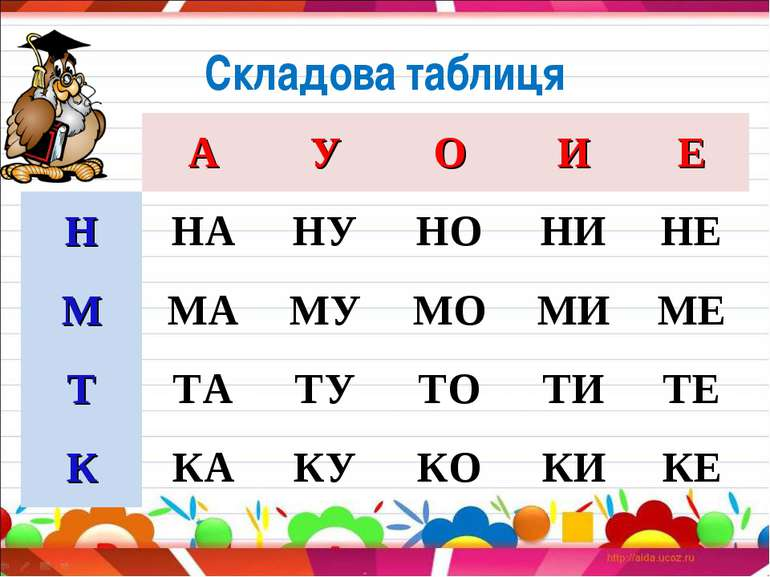 Складова таблиця
А У О И Е
Н НА НУ НО НИ НЕ
М МА МУ МО МИ МЕ
Т ТА ТУ ТО ТИ ТЕ
К КА КУ КО КИ КЕ
http://aida.ucoz.ru